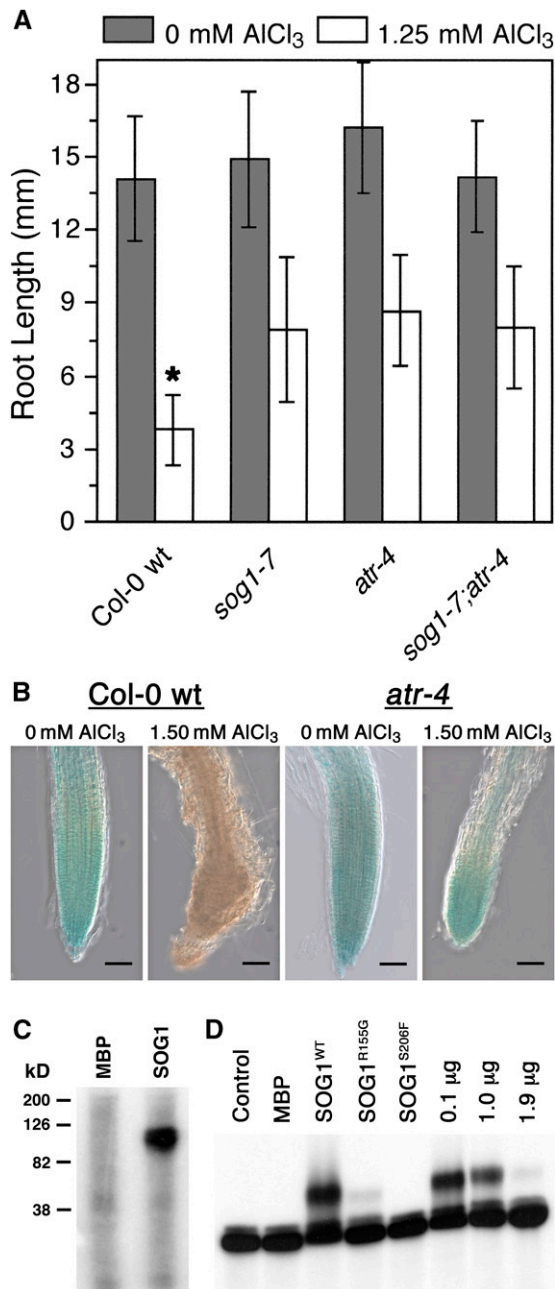 A
0 mM AlCl₃ 1.25 mM AlCl₃
Root Length (mm)
18
15
12
9
6
3
0
*
Col-0 wt
sog1-7
atr-4
sog1-7;atr-4
B
Col-0 wt
atr-4
0 mM AlCl₃
1.50 mM AlCl₃
0 mM AlCl₃
1.50 mM AlCl₃
C
kD
MBP
SOG1
200
126
82
38
D
Control
MBP
SOG1ᵂᵀ
SOG1ᴿ¹⁵⁵ᴳ
SOG1S206F
0.1 µg
1.0 µg
1.9 µg